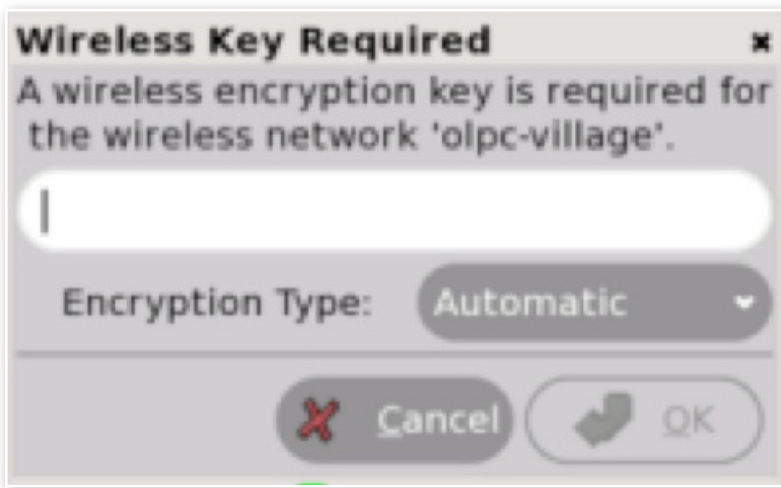 Wireless Key Required
A wireless encryption key is required for
the wireless network 'olpc-village'.
Encryption Type: Automatic
Cancel OK